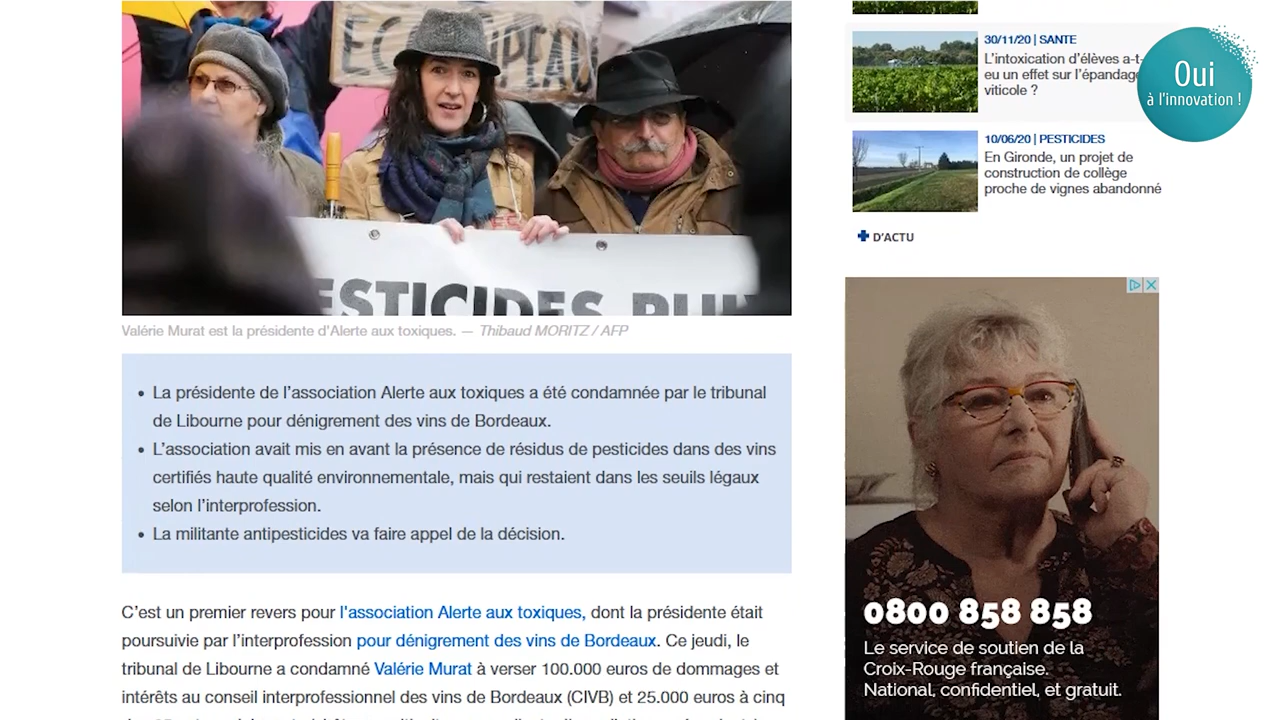 30/11/20 | SANTE
L'intoxication d'élèves a-t-
eu un effet sur l'épandage
viticole ?
Oui
à l'innovation !
10/06/20 | PESTICIDES
En Gironde, un projet de
construction de collège
proche de vignes abandonné
D'ACTU
Valérie Murat est la présidente d'Alerte aux toxiques. — Thibaud MORITZ / AFP
• La présidente de l'association Alerte aux toxiques a été condamnée par le tribunal
de Libourne pour dénigrement des vins de Bordeaux.
• L'association avait mis en avant la présence de résidus de pesticides dans des vins
certifiés haute qualité environnementale, mais qui restaient dans les seuils légaux
selon l'interprofession.
• La militante antipesticides va faire appel de la décision.
C'est un premier revers pour l'association Alerte aux toxiques, dont la présidente était
poursuivie par l'interprofession pour dénigrement des vins de Bordeaux. Ce jeudi, le
tribunal de Libourne a condamné Valérie Murat à verser 100.000 euros de dommages et
intérêts au conseil interprofessionnel des vins de Bordeaux (CIVB) et 25.000 euros à cinq
0800 858 858
Le service de soutien de la
Croix-Rouge française.
National, confidentiel, et gratuit.